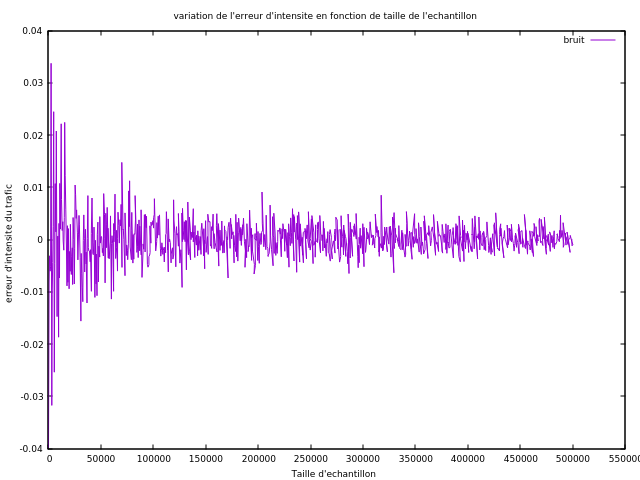 variation de l'erreur d'intensite en fonction de taille de l'echantillon
bruit
0.04
0.03
0.02
0.01
0
-0.01
-0.02
-0.03
-0.04
erreur d'intensite du trafic
0 50000 100000 150000 200000 250000 300000 350000 400000 450000 500000 550000
Taille d'echantillon